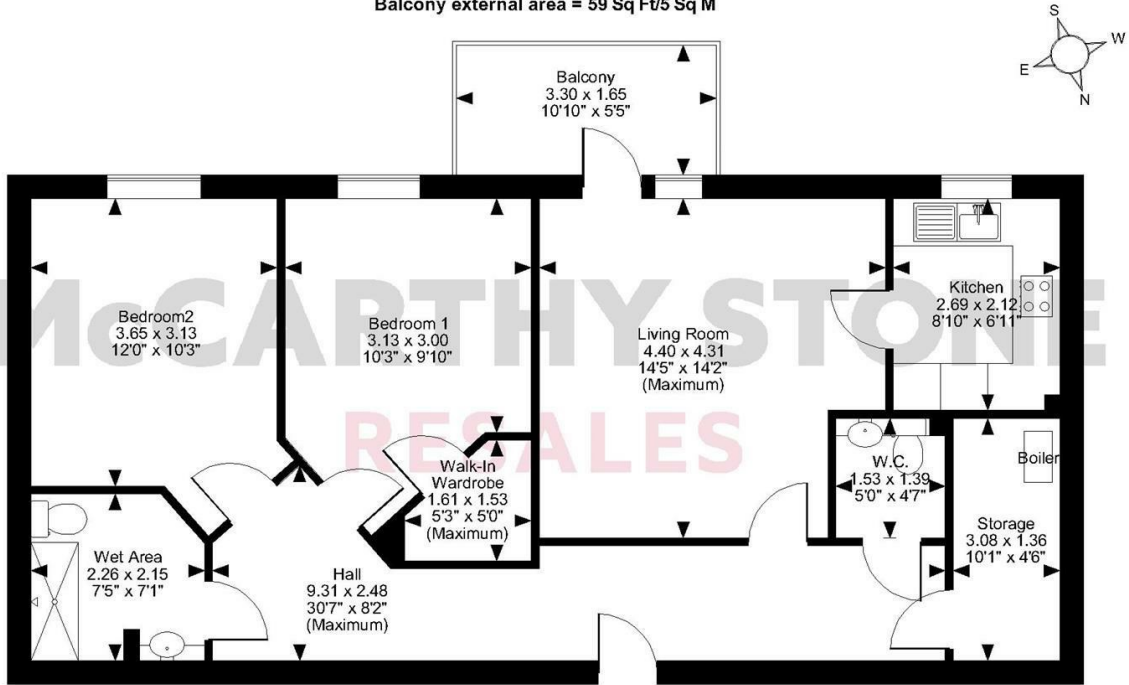 Balcony external area = 59 Sq Ft/5 Sq M
S
W
E
N
Balcony
3.30 x 1.65
10'10" x 5'5"
Bedroom2
3.65 x 3.13
12'0" x 10'3"
Bedroom 1
3.13 x 3.00
10'3" x 9'10"
Living Room
4.40 x 4.31
14'5" x 14'2"
(Maximum)
Kitchen
2.69 x 2.12
8'10" x 6'11"
McCARTHY STONE
RESALES
Walk-In
Wardrobe
1.61 x 1.53
5'3" x 5'0"
(Maximum)
W.C.
1.53 x 1.39
5'0" x 4'7"
Boiler
Storage
3.08 x 1.36
10'1" x 4'6"
Wet Area
2.26 x 2.15
7'5" x 7'1"
Hall
9.31 x 2.48
30'7" x 8'2"
(Maximum)